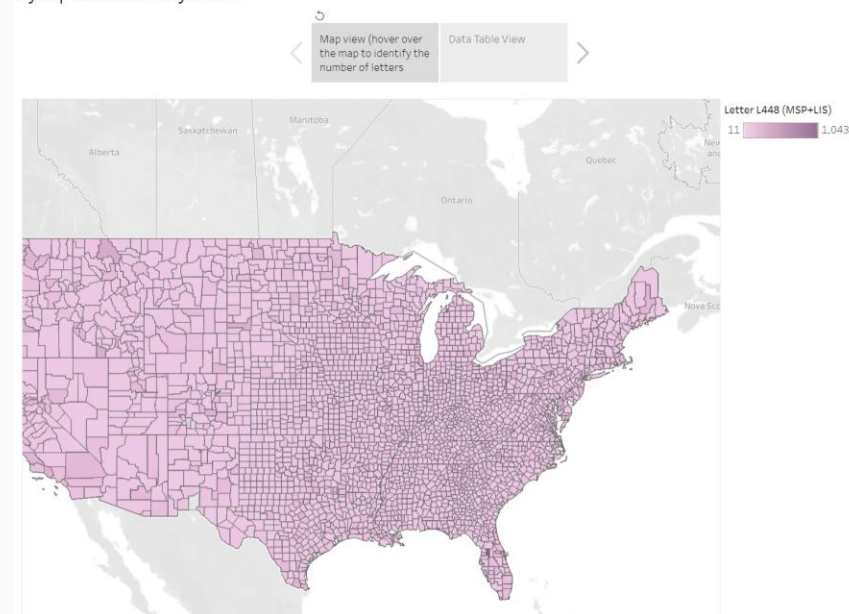 Map view (hover over
the map to identify the
number of letters
Data Table View
Letter L448 (MSP+LIS)
11
1,043
Manitoba
Saskatchewan
Alberta
Quebec
Ontario
Nova Sco